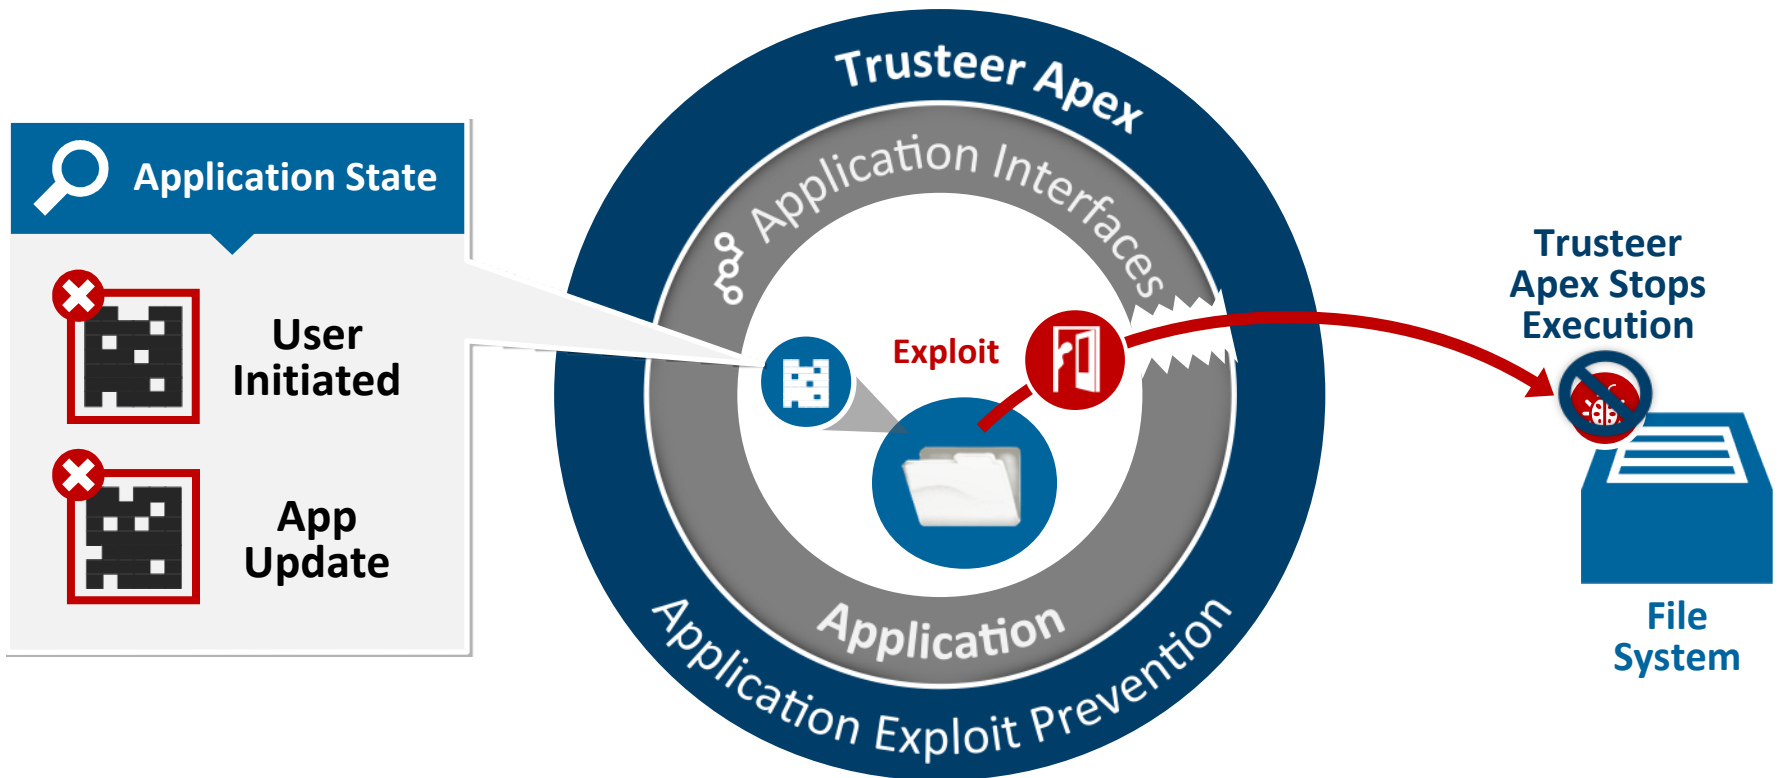 Trusteer Apex
Application Interfaces
Application State
User
Initiated
App
Update
Exploit
Application
Application Exploit Prevention
Trusteer
Apex Stops
Execution
File
System